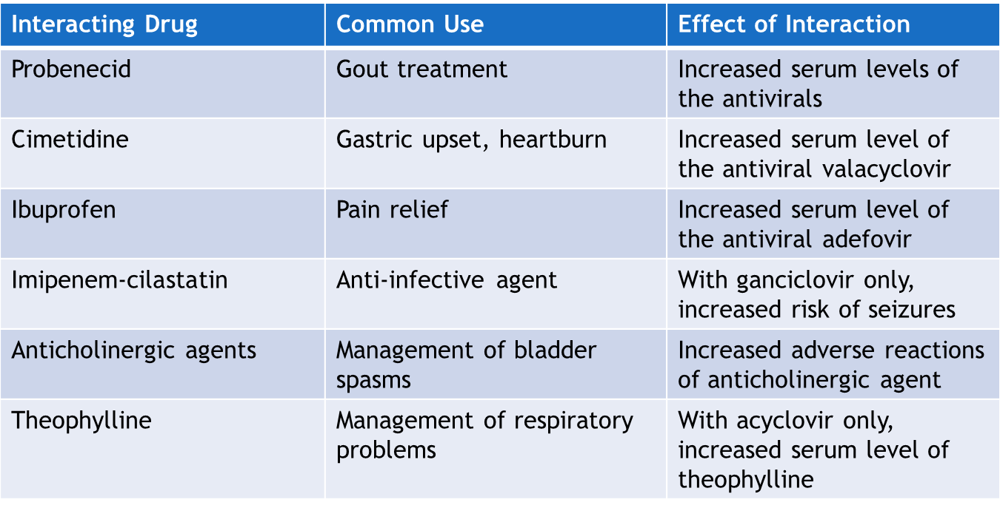 Interacting Drug
Common Use
Effect of Interaction
Probenecid
Gout treatment
Increased serum levels of
the antivirals
Cimetidine
Gastric upset, heartburn
Increased serum level of
the antiviral valacyclovir
Ibuprofen
Pain relief
Increased serum level of
the antiviral adefovir
Imipenem-cilastatin
Anti-infective agent
With ganciclovir only,
increased risk of seizures
Anticholinergic agents
Management of bladder
spasms
Increased adverse reactions
of anticholinergic agent
Theophylline
Management of respiratory
problems
With acyclovir only,
increased serum level of
theophylline